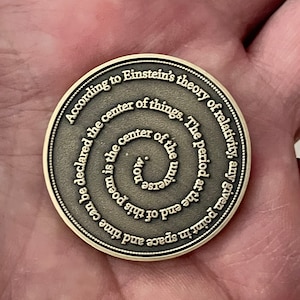 According to Einstein's theory of relativity, any given point in space and time can be declared the center of things. The period at the end of this poem is the center of the universe now.